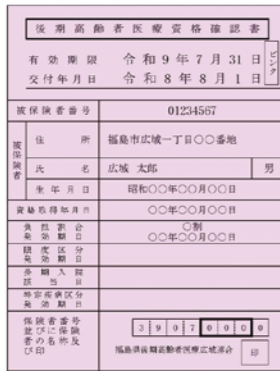 後期高齢者医療資格確認書
有効期限 令和9年7月31日
交付年月日 令和8年8月1日
ピンク
被保険者番号 01234567
被保険者
住所 福島市広域一丁目○○番地
氏名 広域 太郎 男
生年月日 昭和○○年○○月○○日
資格取得年月日 ○○年○○月○○日
負担割合 ○割
発効期日 ○○年○○月○○日
限度区分
発効期日
長期入院
該当日
特定疾病区分
発効期日
保険者番号
並びに保険
者の名称及
び印
39070000
福島県後期高齢者医療広域連合 印